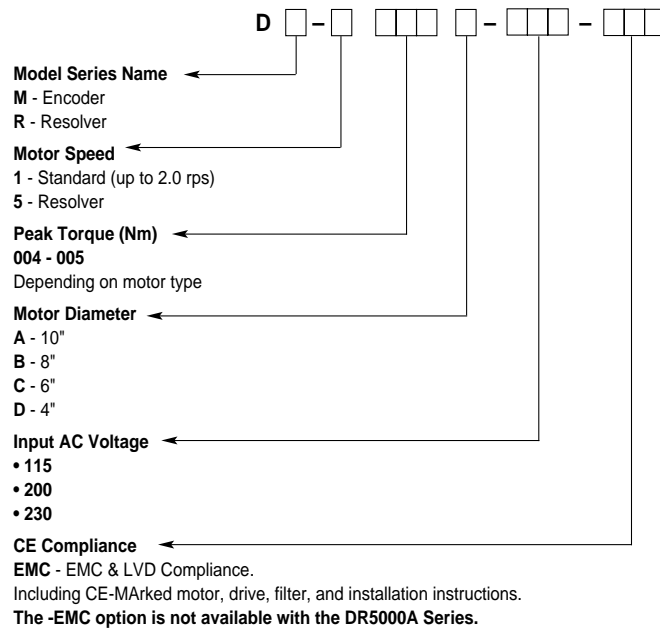 D – – –
Model Series Name
M - Encoder
R - Resolver
Motor Speed
1 - Standard (up to 2.0 rps)
5 - Resolver
Peak Torque (Nm)
004 - 005
Depending on motor type
Motor Diameter
A - 10"
B - 8"
C - 6"
D - 4"
Input AC Voltage
• 115
• 200
• 230
CE Compliance
EMC - EMC & LVD Compliance.
Including CE-MArked motor, drive, filter, and installation instructions.
The -EMC option is not available with the DR5000A Series.